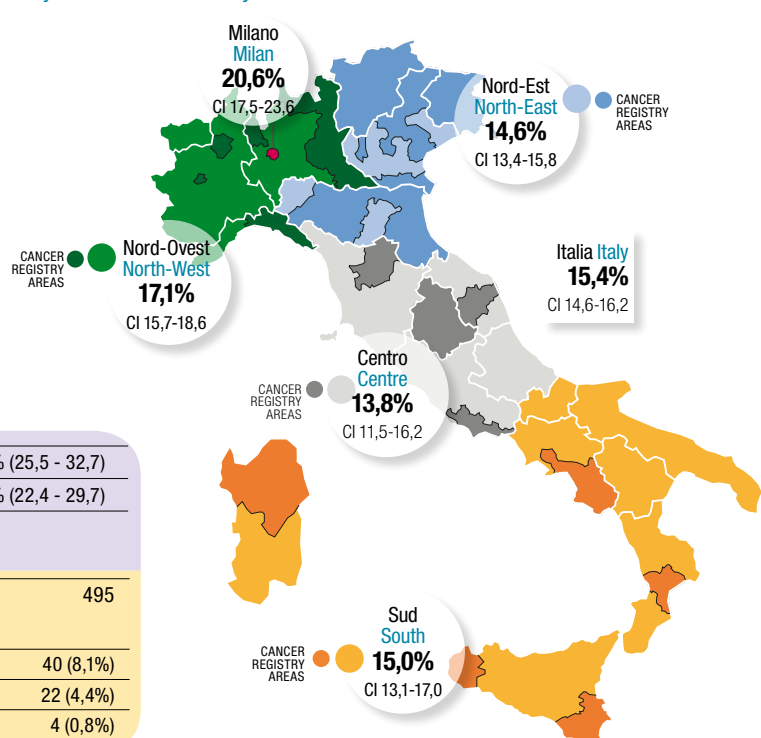 Milano
Milan
20,6%
CI 17,5-23,6
Nord-Est
North-East
14,6%
CI 13,4-15,8
CANCER
REGISTRY
AREAS
CANCER
REGISTRY
AREAS
Nord-Ovest
North-West
17,1%
CI 15,7-18,6
Italia Italy
15,4%
CI 14,6-16,2
CANCER
REGISTRY
AREAS
Centro
Centre
13,8%
CI 11,5-16,2
% (25,5 - 32,7)
% (22,4 - 29,7)
495
40 (8,1%)
22 (4,4%)
4 (0,8%)
CANCER
REGISTRY
AREAS
Sud
South
15,0%
CI 13,1-17,0